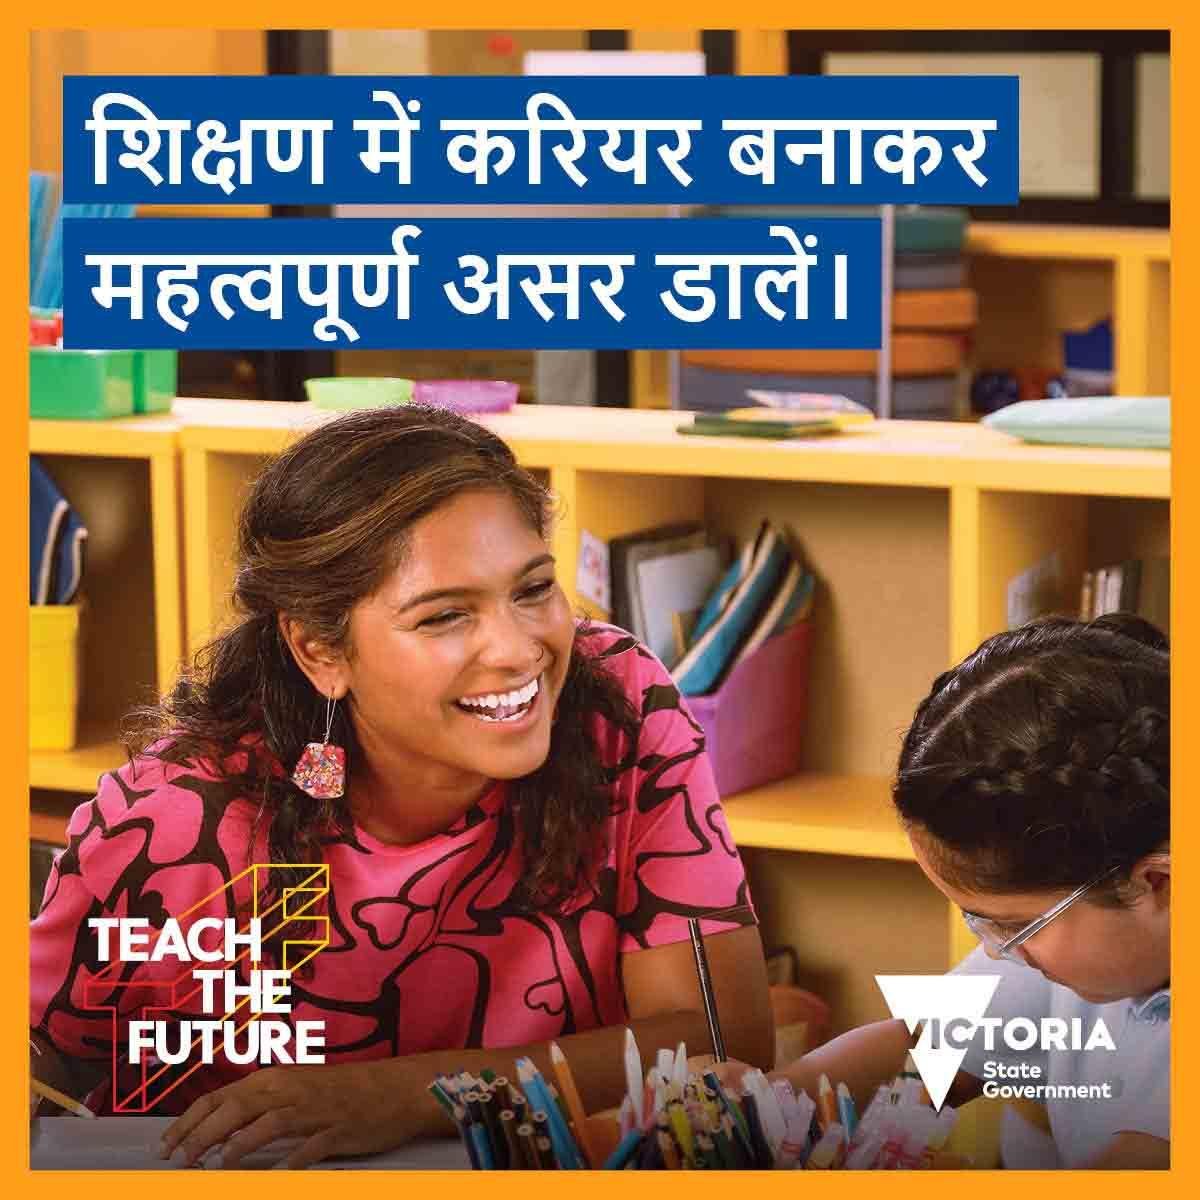 शिक्षण में करियर बनाकर
महत्वपूर्ण असर डालें।
TEACH
THE
FUTURE
VICTORIA
State
Government